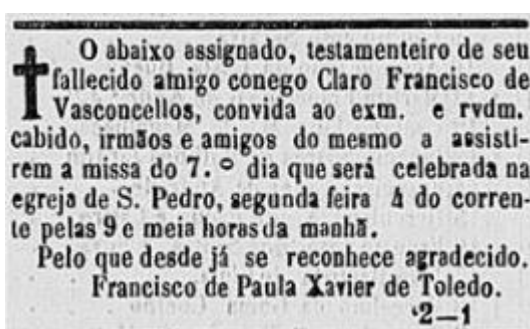 O abaixo assignado, testamenteiro de seu
fallecido amigo conego Claro Francisco de
Vasconcellos, convida ao exm. e rvdm.
cabido, irmãos e amigos do mesmo a assisti-
rem a missa do 7.º dia que será celebrada na
egreja de S. Pedro, segunda feira 4 do corren-
te pelas 9 e meia horas da manhã.
Pelo que desde já se reconhece agradecido.
Francisco de Paula Xavier de Toledo.
2—1